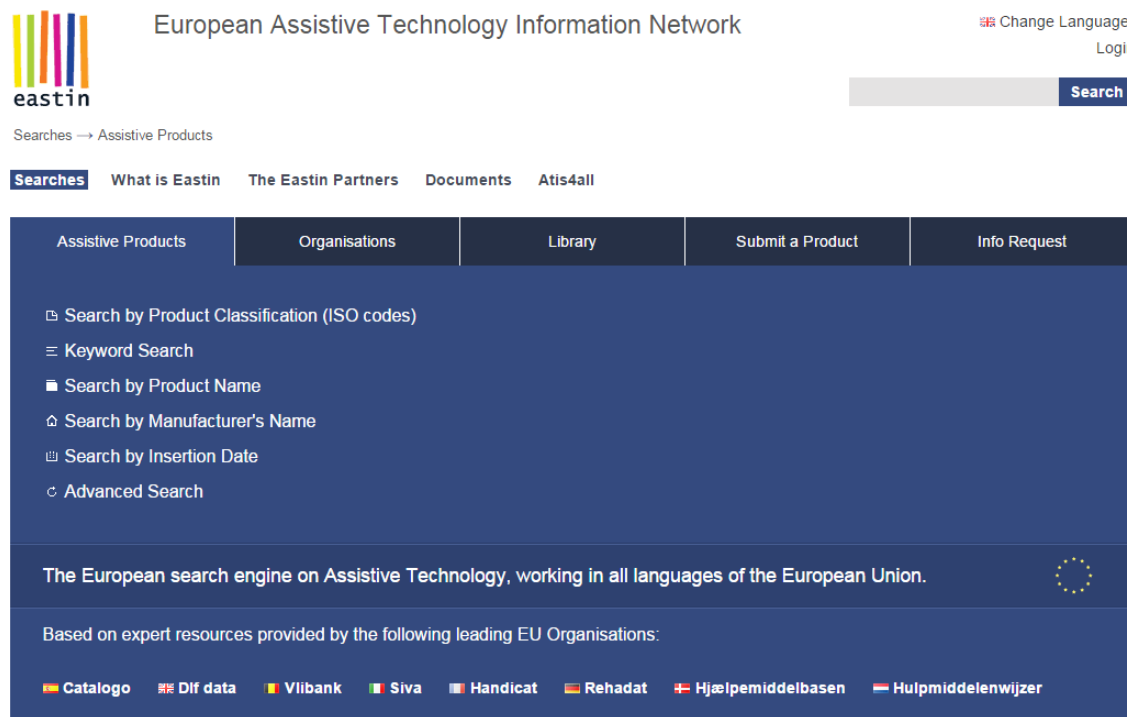 European Assistive Technology Information Network
Change Language
Logi
eastin
Search
Searches → Assistive Products
Searches What is Eastin The Eastin Partners Documents Atis4all
Assistive Products Organisations Library Submit a Product Info Request
Search by Product Classification (ISO codes)
Keyword Search
Search by Product Name
Search by Manufacturer's Name
Search by Insertion Date
Advanced Search
The European search engine on Assistive Technology, working in all languages of the European Union.
Based on expert resources provided by the following leading EU Organisations:
Catalogo Dlf data Vlibank Siva Handicat Rehadat Hjælpemiddelbasen Hulpmiddelenwijzer